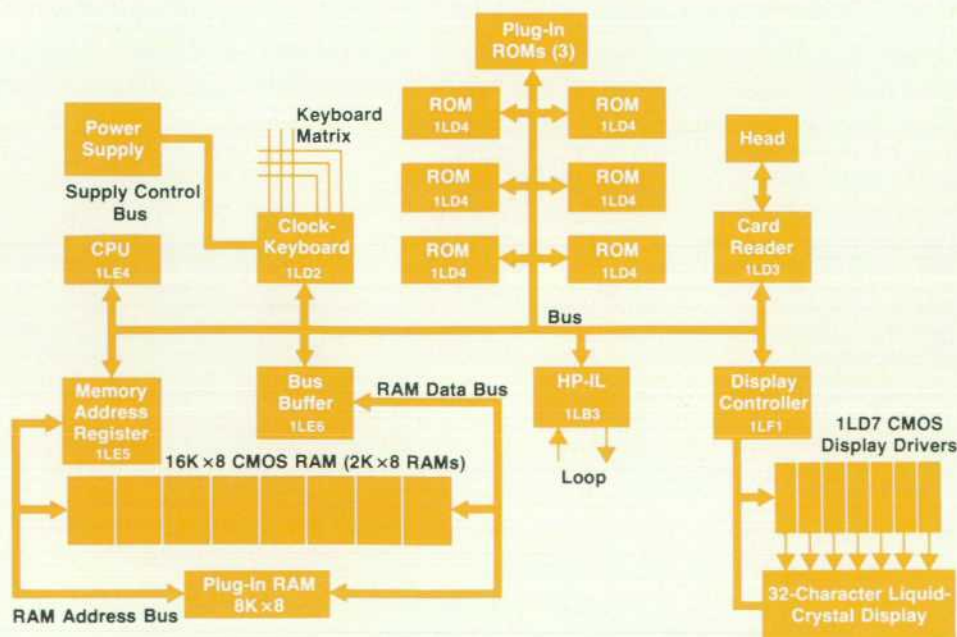 Plug-In
ROMs (3)
ROM
1LD4
ROM
1LD4
Power
Supply
Keyboard
Matrix
Head
ROM
1LD4
ROM
1LD4
Supply Control
Bus
CPU
1LE4
Clock-
Keyboard
1LD2
ROM
1LD4
ROM
1LD4
Card
Reader
1LD3
Bus
Memory
Address
Register
1LE5
Bus
Buffer
1LE6
RAM Data Bus
HP-IL
1LB3
Display
Controller
1LF1
1LD7 CMOS
Display Drivers
16K×8 CMOS RAM (2K×8 RAMs)
Loop
Plug-In RAM
8K×8
RAM Address Bus
32-Character Liquid-
Crystal Display